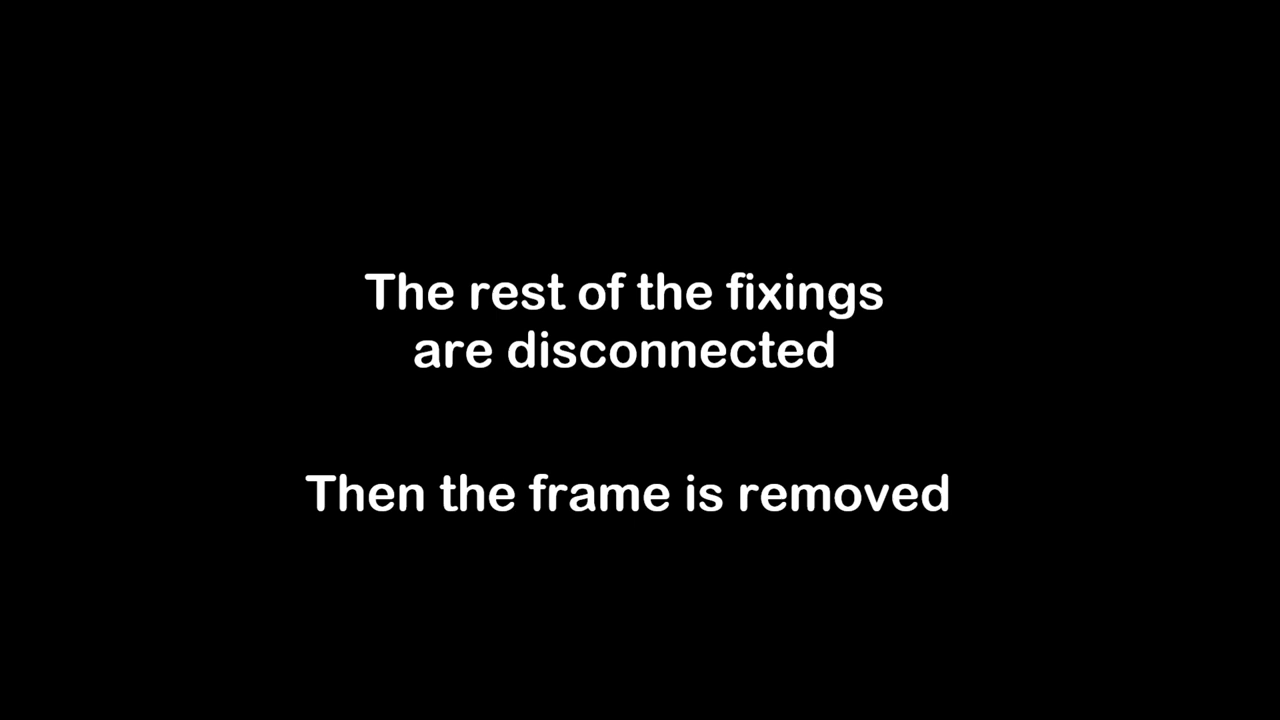 The rest of the fixings
are disconnected
Then the frame is removed